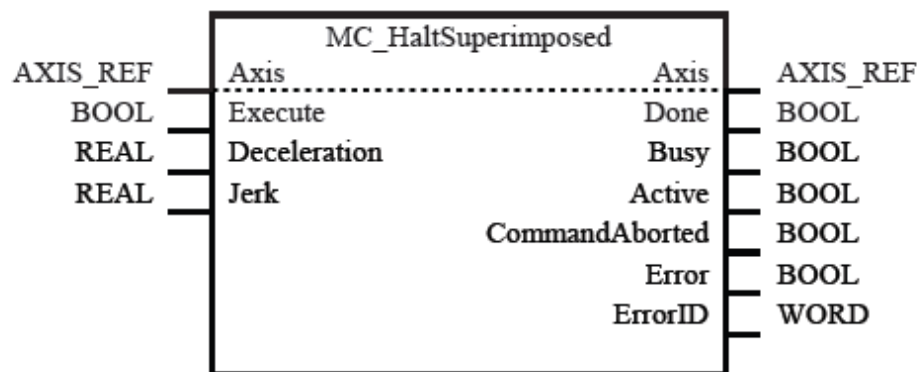 MC_HaltSuperimposed
AXIS_REF Axis Axis AXIS_REF
BOOL Execute Done BOOL
REAL Deceleration Busy BOOL
REAL Jerk Active BOOL
CommandAborted BOOL
Error BOOL
ErrorID WORD